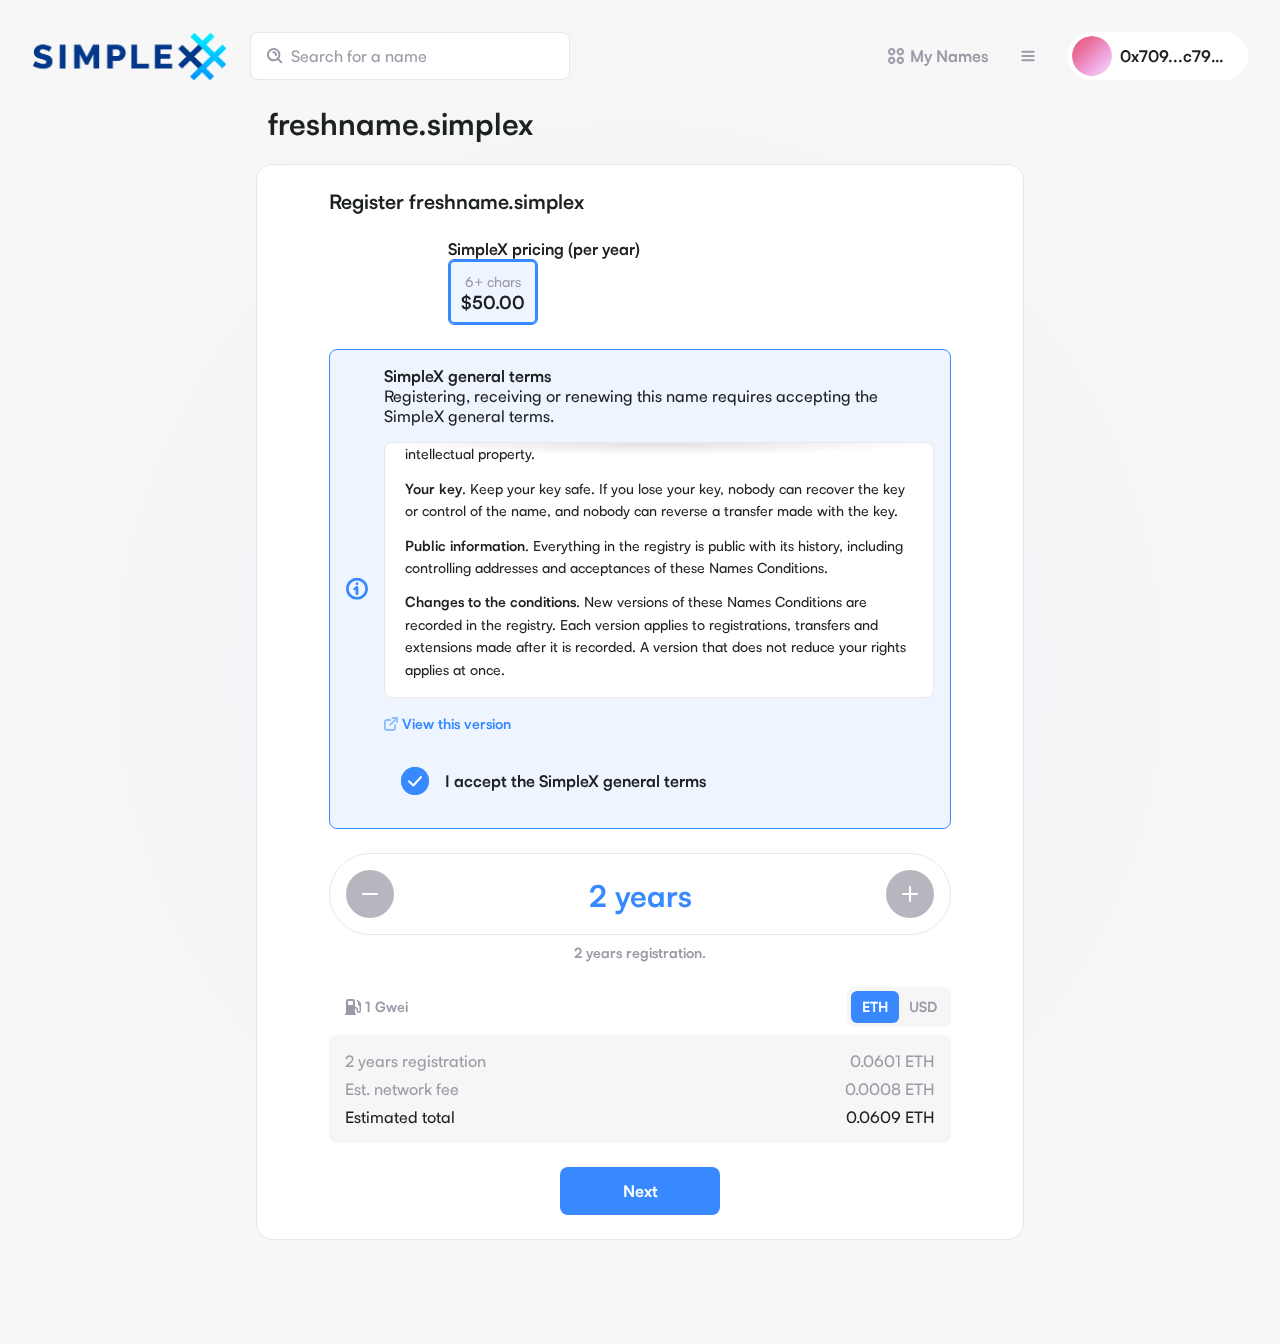 SIMPLEX
Search for a name
My Names
0x709...c79...
freshname.simplex
Register freshname.simplex
SimpleX pricing (per year)
6+ chars
$50.00
SimpleX general terms
Registering, receiving or renewing this name requires accepting the
SimpleX general terms.
intellectual property.
Your key. Keep your key safe. If you lose your key, nobody can recover the key
or control of the name, and nobody can reverse a transfer made with the key.
Public information. Everything in the registry is public with its history, including
controlling addresses and acceptances of these Names Conditions.
Changes to the conditions. New versions of these Names Conditions are
recorded in the registry. Each version applies to registrations, transfers and
extensions made after it is recorded. A version that does not reduce your rights
applies at once.
View this version
I accept the SimpleX general terms
2 years
2 years registration.
1 Gwei
ETH USD
2 years registration 0.0601 ETH
Est. network fee 0.0008 ETH
Estimated total 0.0609 ETH
Next